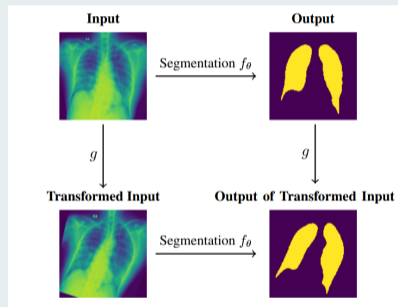 Input Output
Segmentation fθ
g g
Transformed Input Output of Transformed Input
Segmentation fθ